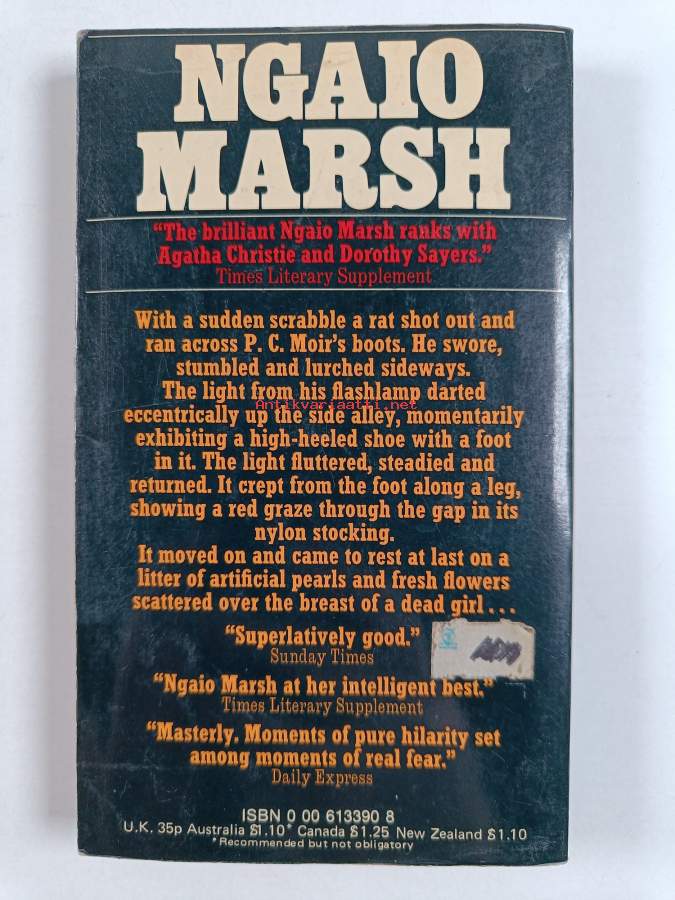 NGAIO
MARSH
“The brilliant Ngaio Marsh ranks with
Agatha Christie and Dorothy Sayers.”
Times Literary Supplement
With a sudden scrabble a rat shot out and
ran across P. C. Moir’s boots. He swore,
stumbled and lurched sideways.
The light from his flashlamp darted
eccentrically up the side alley, momentarily
Antikvariaatti.net
exhibiting a high-heeled shoe with a foot
in it. The light fluttered, steadied and
returned. It crept from the foot along a leg,
showing a red graze through the gap in its
nylon stocking.
It moved on and came to rest at last on a
litter of artificial pearls and fresh flowers
scattered over the breast of a dead girl . . .
“Superlatively good.”
Sunday Times
“Ngaio Marsh at her intelligent best.”
Times Literary Supplement
“Masterly. Moments of pure hilarity set
among moments of real fear.”
Daily Express
ISBN 0 00 613390 8
U.K. 35p Australia $1.10* Canada $1.25 New Zealand $1.10
*Recommended but not obligatory